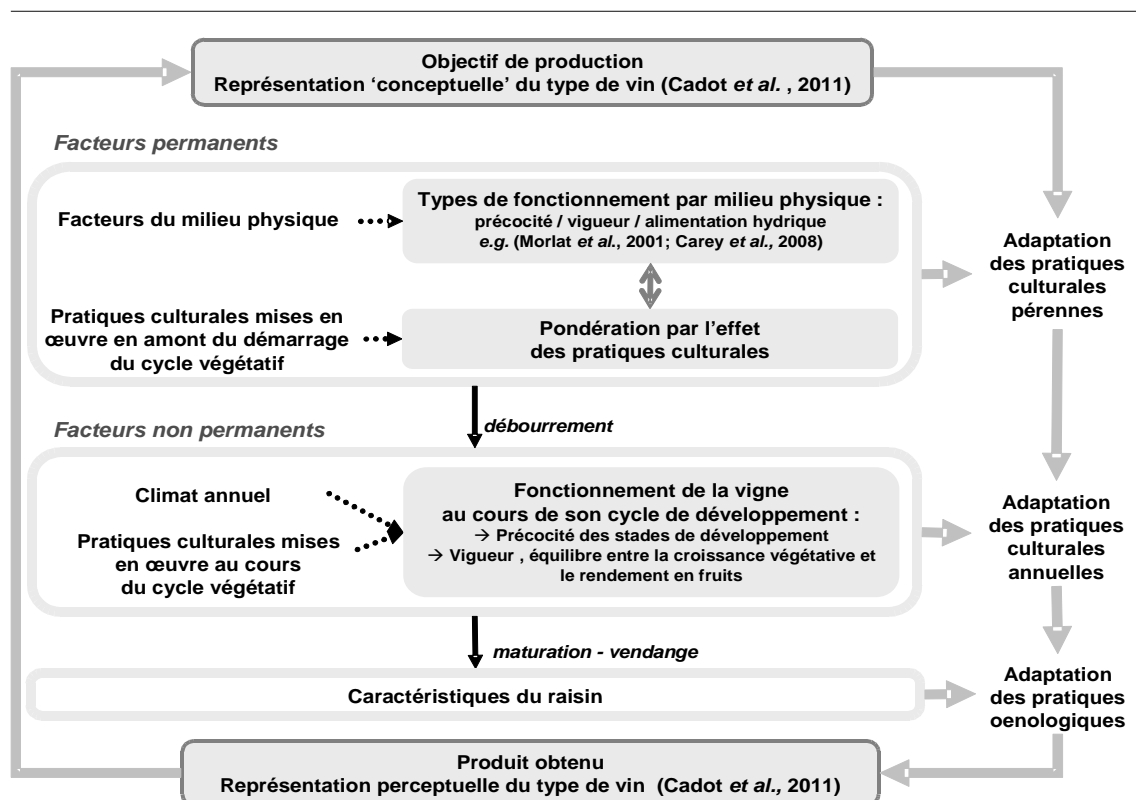 Objectif de production
Représentation ‘conceptuelle’ du type de vin (Cadot et al. , 2011)
Facteurs permanents
Facteurs du milieu physique
Types de fonctionnement par milieu physique :
précocité / vigueur / alimentation hydrique
e.g. (Morlat et al., 2001; Carey et al., 2008)
Pratiques culturales mises en
œuvre en amont du démarrage
du cycle végétatif
Pondération par l’effet
des pratiques culturales
Adaptation
des pratiques
culturales
pérennes
débourrement
Facteurs non permanents
Climat annuel
Pratiques culturales mises
en œuvre au cours
du cycle végétatif
Fonctionnement de la vigne
au cours de son cycle de développement :
→ Précocité des stades de développement
→ Vigueur , équilibre entre la croissance végétative et
le rendement en fruits
Adaptation
des pratiques
culturales
annuelles
maturation - vendange
Caractéristiques du raisin
Adaptation
des pratiques
oenologiques
Produit obtenu
Représentation perceptuelle du type de vin (Cadot et al., 2011)